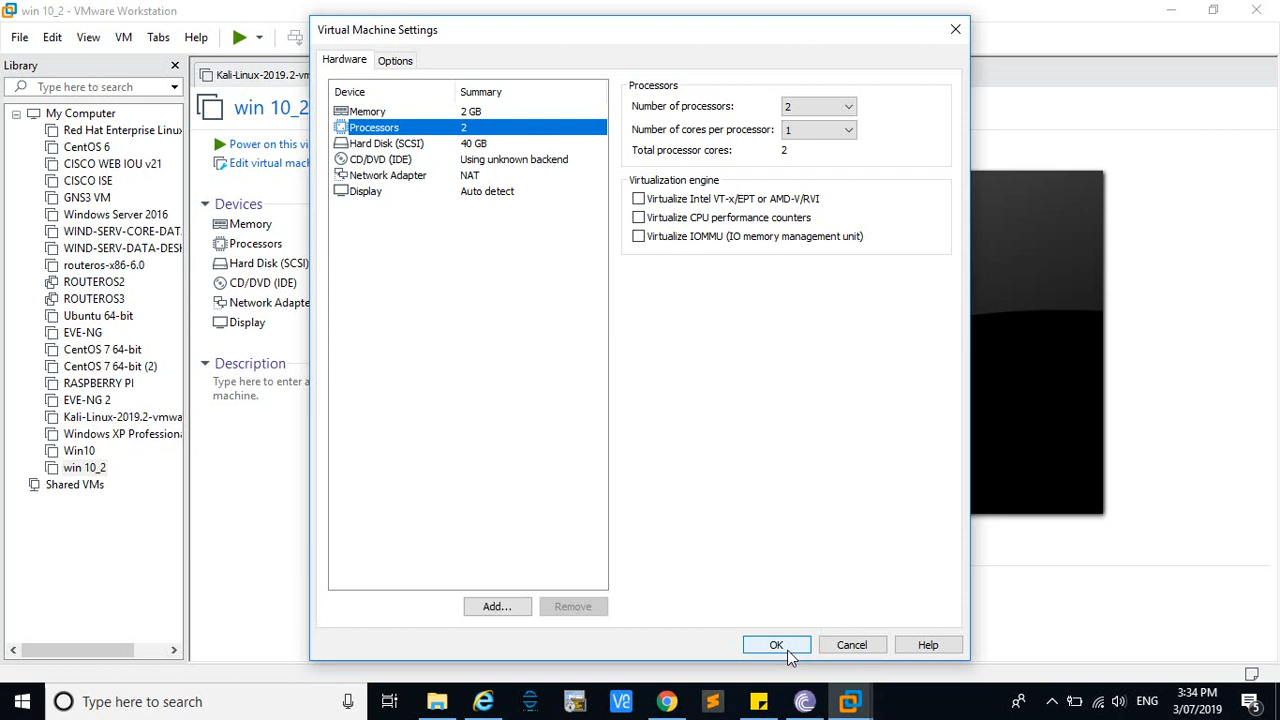 win 10_2 - VMware Workstation
File Edit View VM Tabs Help
Library
Type here to search
My Computer
Red Hat Enterprise Linux
CentOS 6
CISCO WEB IOU v21
CISCO ISE
GNS3 VM
Windows Server 2016
WIND-SERV-CORE-DAT
WIND-SERV-DATA-DESK
routeros-x86-6.0
ROUTEROS2
ROUTEROS3
Ubuntu 64-bit
EVE-NG
CentOS 7 64-bit
CentOS 7 64-bit (2)
RASPBERRY PI
EVE-NG 2
Kali-Linux-2019.2-vmwa
Windows XP Profession
Win10
win 10_2
Shared VMs
Kali-Linux-2019.2-vm
win 10_2
Power on this vi
Edit virtual mac
Devices
Memory
Processors
Hard Disk (SCSI)
CD/DVD (IDE)
Network Adapte
Display
Description
Type here to enter a
machine.
Virtual Machine Settings
Hardware Options
Device Summary
Memory 2 GB
Processors 2
Hard Disk (SCSI) 40 GB
CD/DVD (IDE) Using unknown backend
Network Adapter NAT
Display Auto detect
Add... Remove
Processors
Number of processors: 2
Number of cores per processor: 1
Total processor cores: 2
Virtualization engine
Virtualize Intel VT-x/EPT or AMD-V/RVI
Virtualize CPU performance counters
Virtualize IOMMU (IO memory management unit)
OK Cancel Help
Type here to search
ENG
3:34 PM
3/07/2019
5